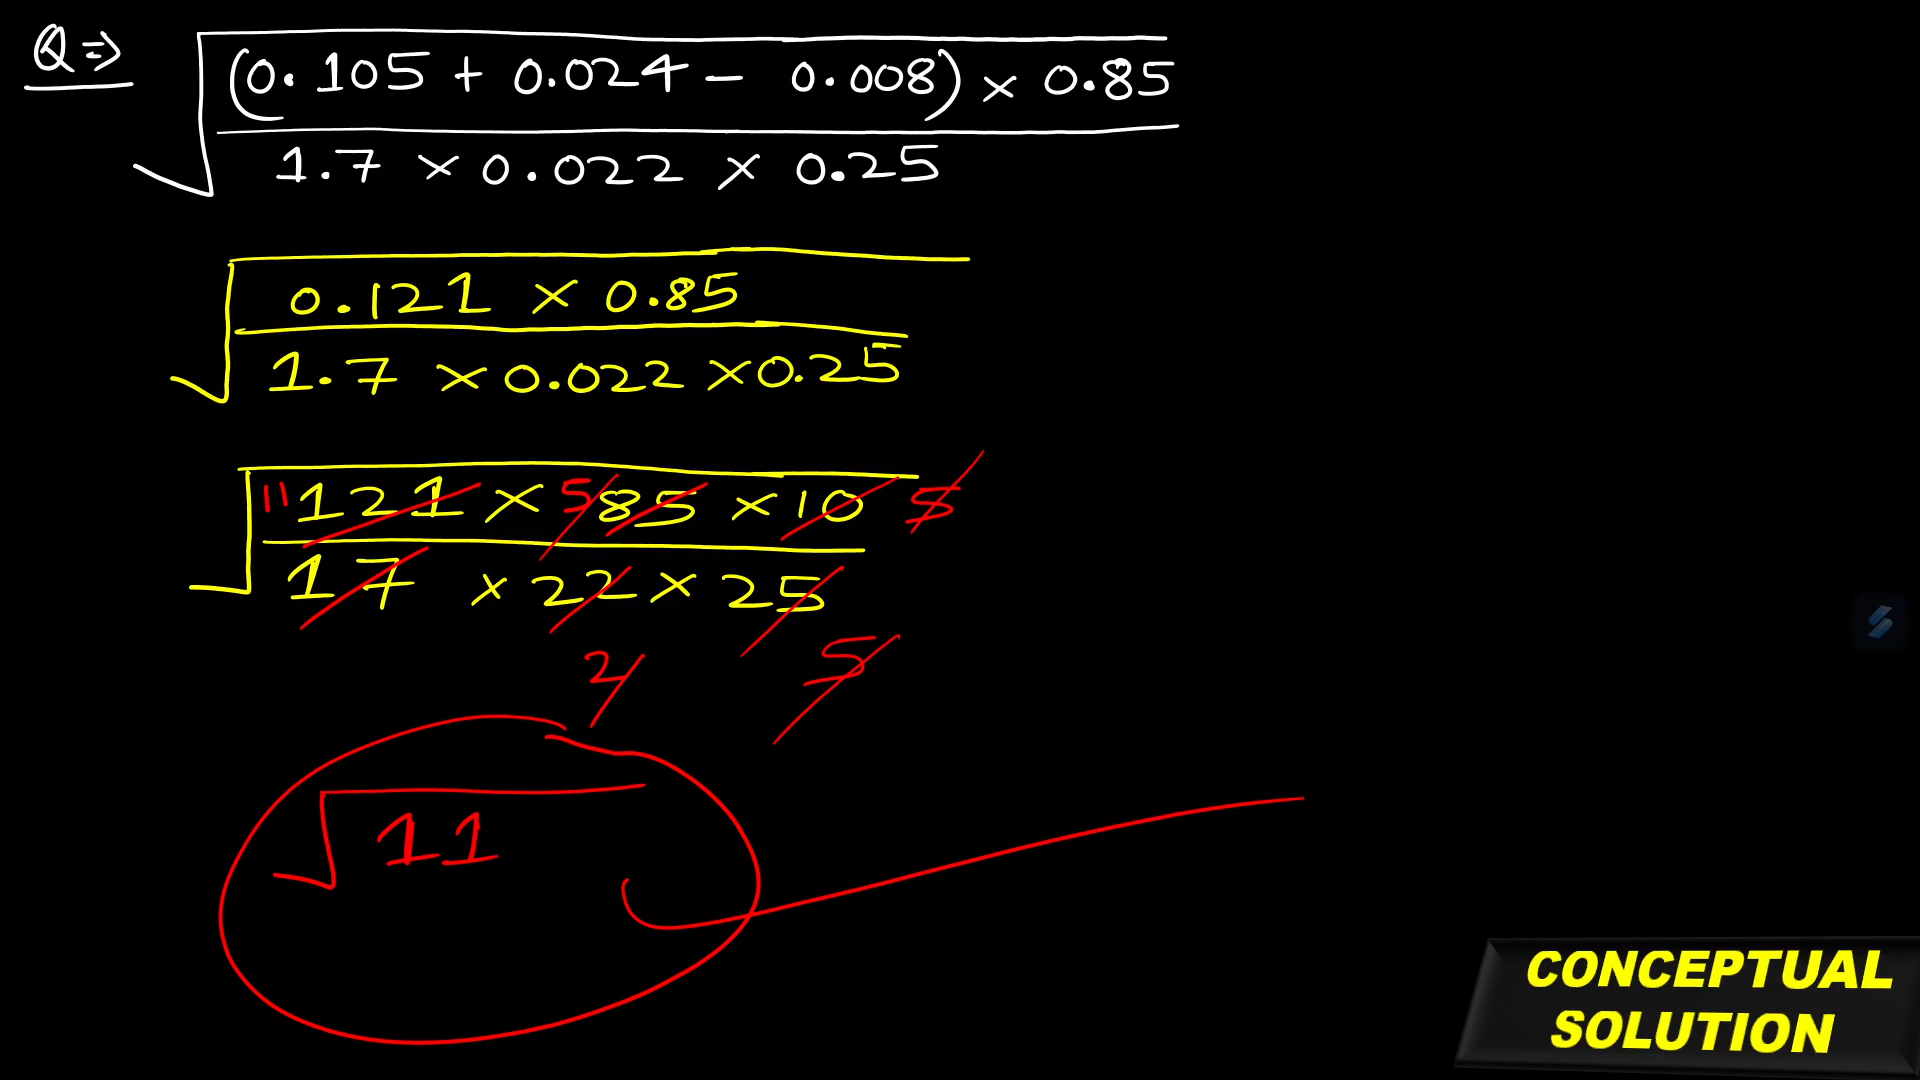 Q ⇒ √((0.105 + 0.024 - 0.008) × 0.85
1.7 × 0.022 × 0.25
√ 0.121 × 0.85
1.7 × 0.022 × 0.25
√ 11 121 × 5 85 × 10 5
17 × 22 × 25
2 5
√11
CONCEPTUAL
SOLUTION